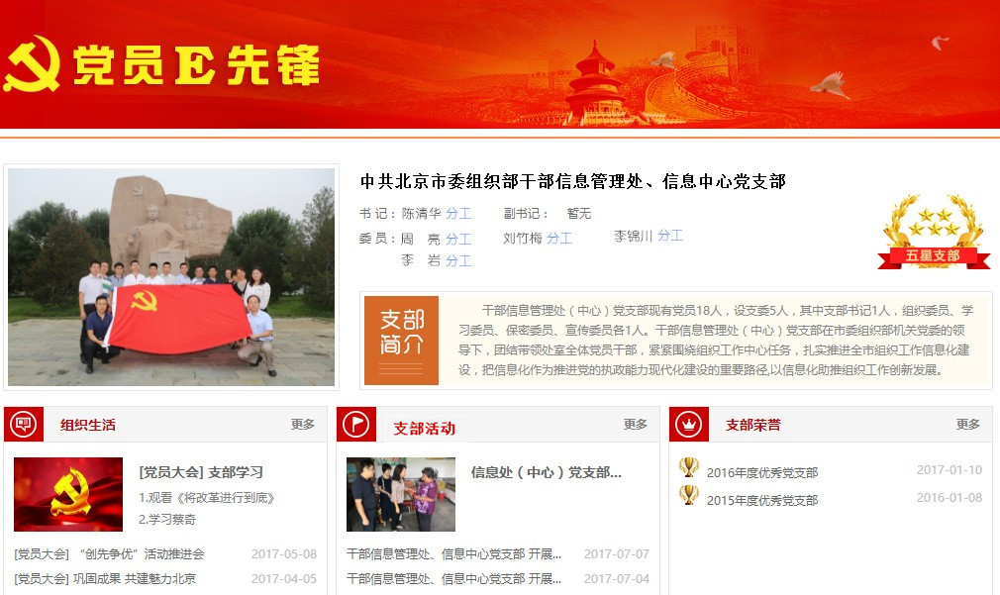 党员E先锋
中共北京市委组织部干部信息管理处、信息中心党支部
书 记： 陈清华 分工 副书记： 暂无
委 员： 周 亮 分工 刘竹梅 分工 李锦川 分工
李 岩 分工
五星支部
支部
简介
干部信息管理处（中心）党支部现有党员18人，设支委5人，其中支部书记1人，组织委员、学
习委员、保密委员、宣传委员各1人。干部信息管理处（中心）党支部在市委组织部机关党委的领
导下，团结带领处室全体党员干部，紧紧围绕组织工作中心任务，扎实推进全市组织工作信息化建
设，把信息化作为推进党的执政能力现代化建设的重要路径,以信息化助推组织工作创新发展。
组织生活 更多
[党员大会] 支部学习
1.观看《将改革进行到底》
2.学习蔡奇
[党员大会] “创先争优”活动推进会 2017-05-08
[党员大会] 巩固成果 共建魅力北京 2017-04-05
支部活动 更多
信息处（中心）党支部...
干部信息管理处、信息中心党支部 开展... 2017-07-07
干部信息管理处、信息中心党支部 开展... 2017-07-04
支部荣誉 更多
2016年度优秀党支部 2017-01-10
2015年度优秀党支部 2016-01-08